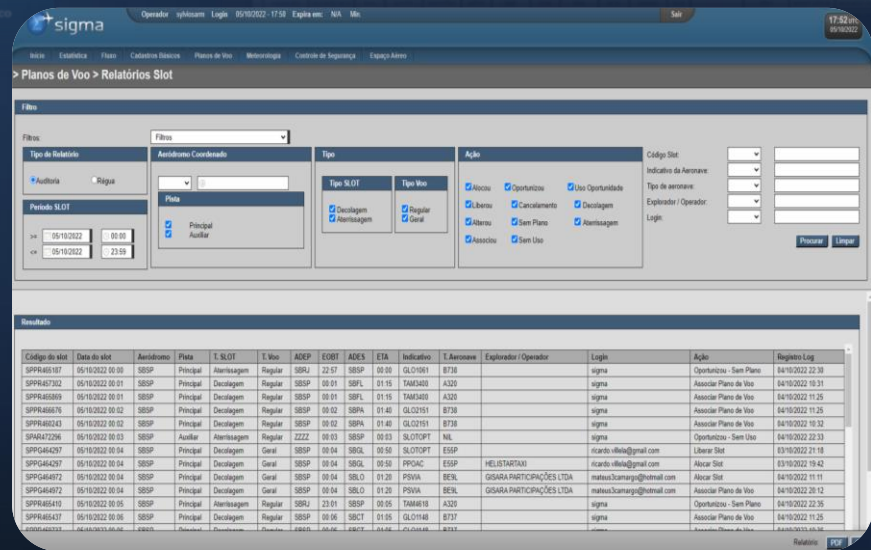 sigma
Operador sylviosam Login 05/10/2022 - 17:50 Expira em: N/A Min.
Sair
17:52
05/10/2022
Início Estatística Fluxo Cadastros Básicos Planos de Voo Meteorologia Controle de Segurança Espaço Aéreo
> Planos de Voo > Relatórios Slot
Filtro
Filtros: Filtros
Tipo de Relatório
Auditoria Régua
Período SLOT
>= 05/10/2022 00:00
<= 05/10/2022 23:59
Aeródromo Coordenado
Pista
Principal
Auxiliar
Tipo
Tipo SLOT
Decolagem
Aterrissagem
Tipo Voo
Regular
Geral
Ação
Alocou Oportunizou Uso Oportunidade
Liberou Cancelamento Decolagem
Alterou Sem Plano Aterrissagem
Associou Sem Uso
Código Slot:
Indicativo da Aeronave:
Tipo de aeronave:
Explorador / Operador:
Login:
Procurar Limpar
Resultado
Código do slot Data do slot Aeródromo Pista T. SLOT T. Voo ADEP EOBT ADES ETA Indicativo T. Aeronave Explorador / Operador Login Ação Registro Log
SPPR465187 05/10/2022 00:00 SBSP Principal Aterrissagem Regular SBRJ 22:57 SBSP 00:00 GLO1061 B738 sigma Oportunizou - Sem Plano 04/10/2022 22:30
SPPR457302 05/10/2022 00:01 SBSP Principal Decolagem Regular SBSP 00:01 SBFL 01:15 TAM3400 A320 sigma Associar Plano de Voo 04/10/2022 10:31
SPPR465869 05/10/2022 00:01 SBSP Principal Decolagem Regular SBSP 00:01 SBFL 01:15 TAM3400 A320 sigma Associar Plano de Voo 04/10/2022 11:25
SPPR466676 05/10/2022 00:02 SBSP Principal Decolagem Regular SBSP 00:02 SBPA 01:40 GLO2151 B738 sigma Associar Plano de Voo 04/10/2022 11:25
SPPR460243 05/10/2022 00:02 SBSP Principal Decolagem Regular SBSP 00:02 SBPA 01:40 GLO2151 B738 sigma Associar Plano de Voo 04/10/2022 10:32
SPAR472296 05/10/2022 00:03 SBSP Auxiliar Aterrissagem Regular ZZZZ 00:03 SBSP 00:03 SLOTOPT NIL sigma Oportunizou - Sem Uso 04/10/2022 22:33
SPPG464297 05/10/2022 00:04 SBSP Principal Decolagem Geral SBSP 00:04 SBGL 00:50 SLOTOPT E55P ricardo.villela@gmail.com Liberar Slot 03/10/2022 21:18
SPPG464297 05/10/2022 00:04 SBSP Principal Decolagem Geral SBSP 00:04 SBGL 00:50 PPOAC E55P HELISTARTAXI ricardo.villela@gmail.com Alocar Slot 03/10/2022 19:42
SPPG464972 05/10/2022 00:04 SBSP Principal Decolagem Geral SBSP 00:04 SBLO 01:20 PSVIA BE9L GISARA PARTICIPAÇÕES LTDA mateus3camargo@hotmail.com Alocar Slot 04/10/2022 11:11
SPPG464972 05/10/2022 00:04 SBSP Principal Decolagem Geral SBSP 00:04 SBLO 01:20 PSVIA BE9L GISARA PARTICIPAÇÕES LTDA mateus3camargo@hotmail.com Associar Plano de Voo 04/10/2022 20:12
SPPR465410 05/10/2022 00:05 SBSP Principal Aterrissagem Regular SBRJ 23:01 SBSP 00:05 TAM4618 A320 sigma Oportunizou - Sem Plano 04/10/2022 22:35
SPPR465437 05/10/2022 00:06 SBSP Principal Decolagem Regular SBSP 00:06 SBCT 01:05 GLO1148 B737 sigma Associar Plano de Voo 04/10/2022 11:25
Relatório: PDF